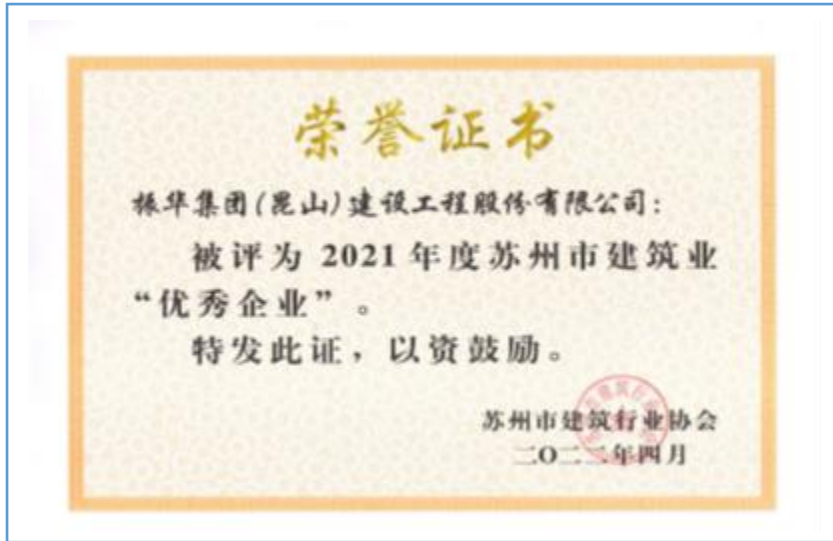 荣誉证书
振华集团(昆山)建设工程股份有限公司:
被评为 2021 年度苏州市建筑业
“优秀企业”。
特发此证，以资鼓励。
苏州市建筑行业协会
二〇二二年四月